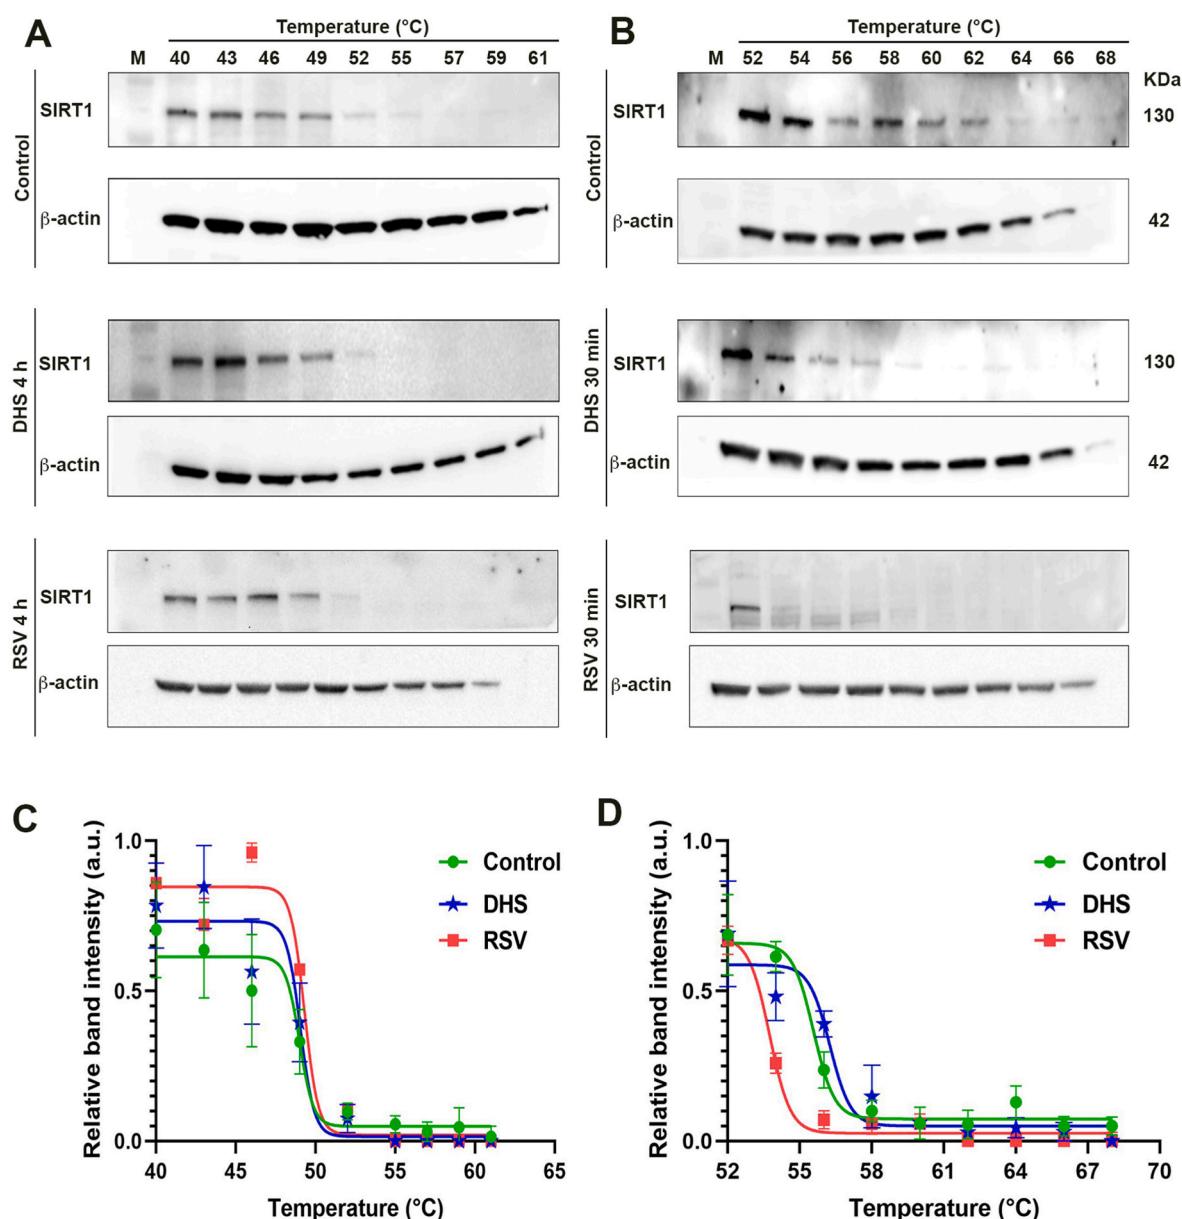 A
Temperature (°C)
M 40 43 46 49 52 55 57 59 61
Control
SIRT1
β-actin
DHS 4 h
SIRT1
β-actin
RSV 4 h
SIRT1
β-actin
B
Temperature (°C)
M 52 54 56 58 60 62 64 66 68
KDa
Control
SIRT1
130
β-actin
42
DHS 30 min
SIRT1
130
β-actin
42
RSV 30 min
SIRT1
β-actin
C
Relative band intensity (a.u.)
1.0
0.5
0.0
40 45 50 55 60 65
Temperature (°C)
Control
DHS
RSV
D
Relative band intensity (a.u.)
1.0
0.5
0.0
52 55 58 61 64 67 70
Temperature (°C)
Control
DHS
RSV